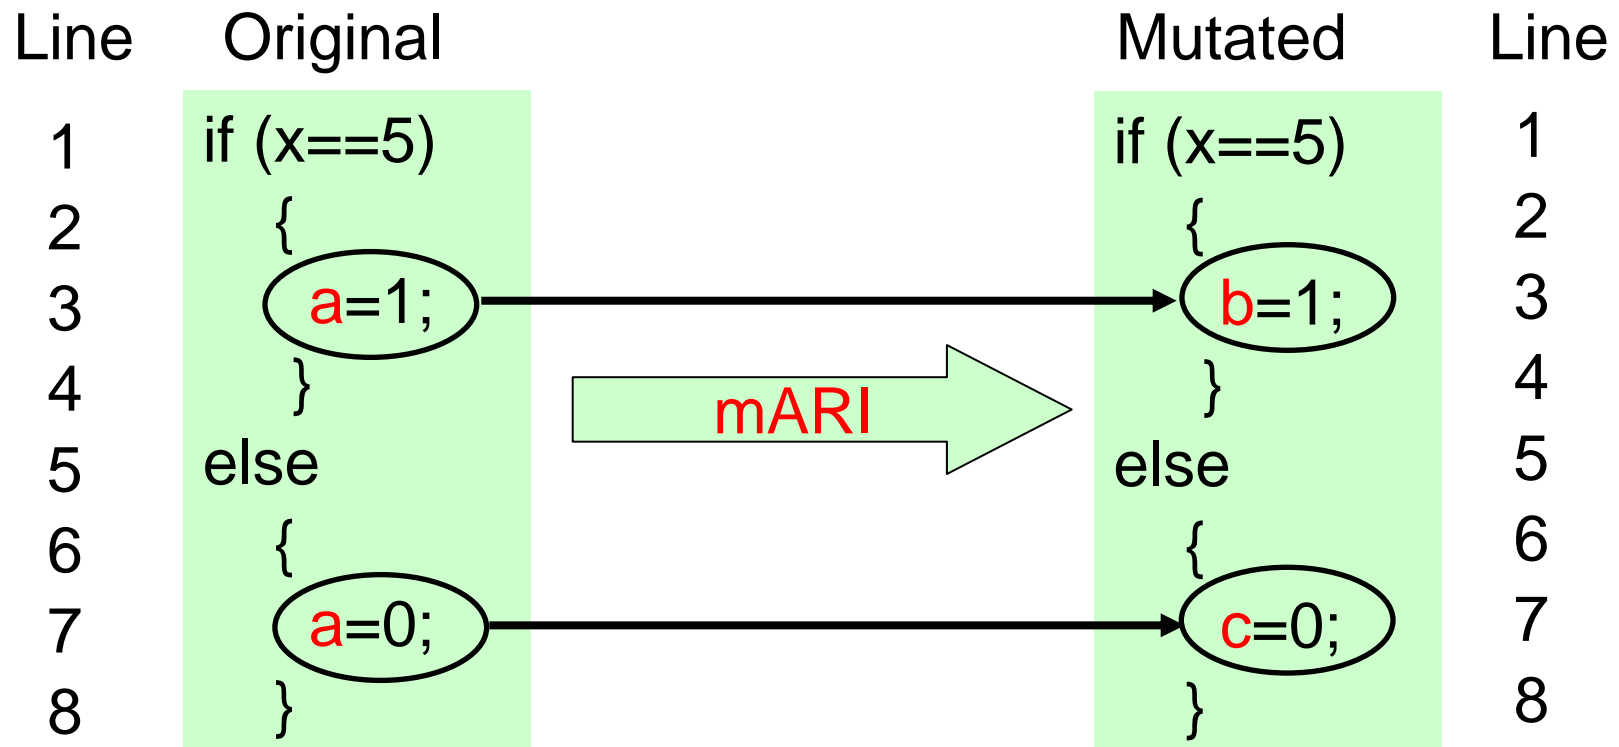 Line Original Mutated Line
1 if (x==5) if (x==5) 1
2 { { 2
3 a=1; b=1; 3
4 } } 4
mARI
5 else else 5
6 { { 6
7 a=0; c=0; 7
8 } } 8